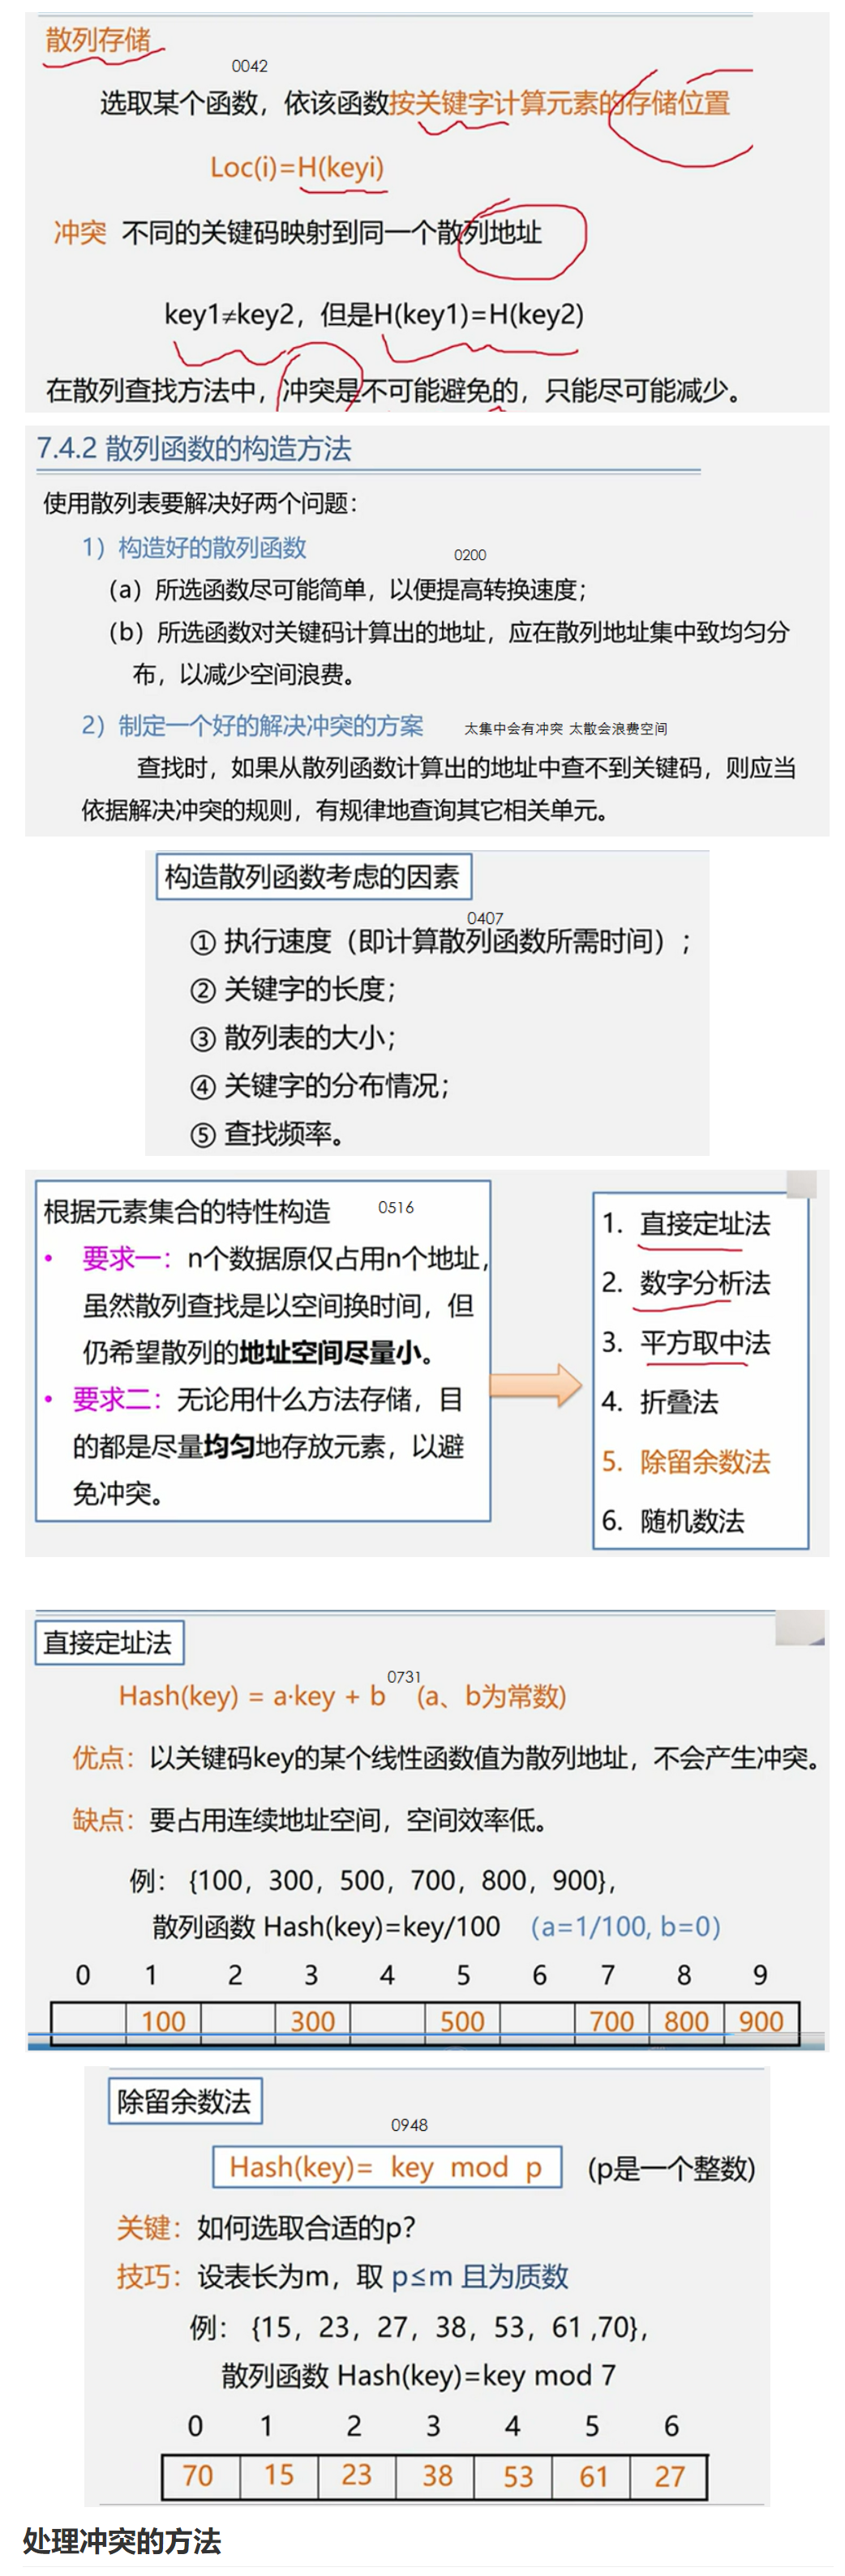 散列存储
0042
选取某个函数，依该函数按关键字计算元素的存储位置
Loc(i)=H(keyi)
冲突 不同的关键码映射到同一个散列地址
key1≠key2，但是H(key1)=H(key2)
在散列查找方法中，冲突是不可能避免的，只能尽可能减少。
7.4.2 散列函数的构造方法
使用散列表要解决好两个问题：
1）构造好的散列函数
0200
（a）所选函数尽可能简单，以便提高转换速度；
（b）所选函数对关键码计算出的地址，应在散列地址集中致均匀分
布，以减少空间浪费。
2）制定一个好的解决冲突的方案
太集中会有冲突 太散会浪费空间
查找时，如果从散列函数计算出的地址中查不到关键码，则应当
依据解决冲突的规则，有规律地查询其它相关单元。
构造散列函数考虑的因素
0407
① 执行速度（即计算散列函数所需时间）；
② 关键字的长度；
③ 散列表的大小；
④ 关键字的分布情况；
⑤ 查找频率。
根据元素集合的特性构造
0516
• 要求一：n个数据原仅占用n个地址，
虽然散列查找是以空间换时间，但
仍希望散列的地址空间尽量小。
• 要求二：无论用什么方法存储，目
的都是尽量均匀地存放元素，以避
免冲突。
1. 直接定址法
2. 数字分析法
3. 平方取中法
4. 折叠法
5. 除留余数法
6. 随机数法
直接定址法
0731
Hash(key) = a·key + b (a、b为常数)
优点：以关键码key的某个线性函数值为散列地址，不会产生冲突。
缺点：要占用连续地址空间，空间效率低。
例： {100，300，500，700，800，900}，
散列函数 Hash(key)=key/100 （a=1/100, b=0）
0 1 2 3 4 5 6 7 8 9
100 300 500 700 800 900
除留余数法
0948
Hash(key)= key mod p (p是一个整数)
关键：如何选取合适的p?
技巧：设表长为m，取 p≤m 且为质数
例： {15，23，27，38，53，61 ,70}，
散列函数 Hash(key)=key mod 7
0 1 2 3 4 5 6
70 15 23 38 53 61 27
处理冲突的方法